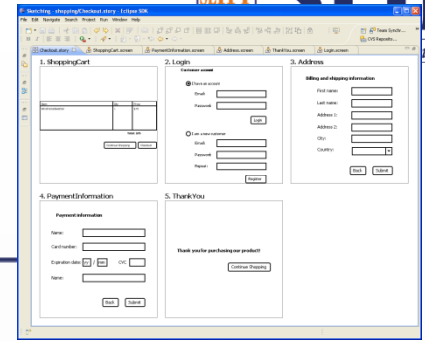 Sketching - shopping/Checkout.story - Eclipse SDK
File Edit Navigate Search Project Run Window Help
Team Synchr...
CVS Reposito...
Checkout.story
ShoppingCart.screen
PaymentInformation.screen
Address.screen
ThankYou.screen
Login.screen
1. ShoppingCart
Continue Shopping
Checkout
2. Login
Customer account
I have an account
Email:
Password:
Login
I am a new customer
Email:
Password:
Repeat:
Register
3. Address
Billing and shipping information
First name:
Last name:
Address 1:
Address 2:
City:
Country:
Back
Submit
4. PaymentInformation
Payment information
Name:
Card number:
Expiration date:
yy / mm
CVC
Name:
Back
Submit
5. ThankYou
Thank you for purchasing our product!!
Continue Shopping